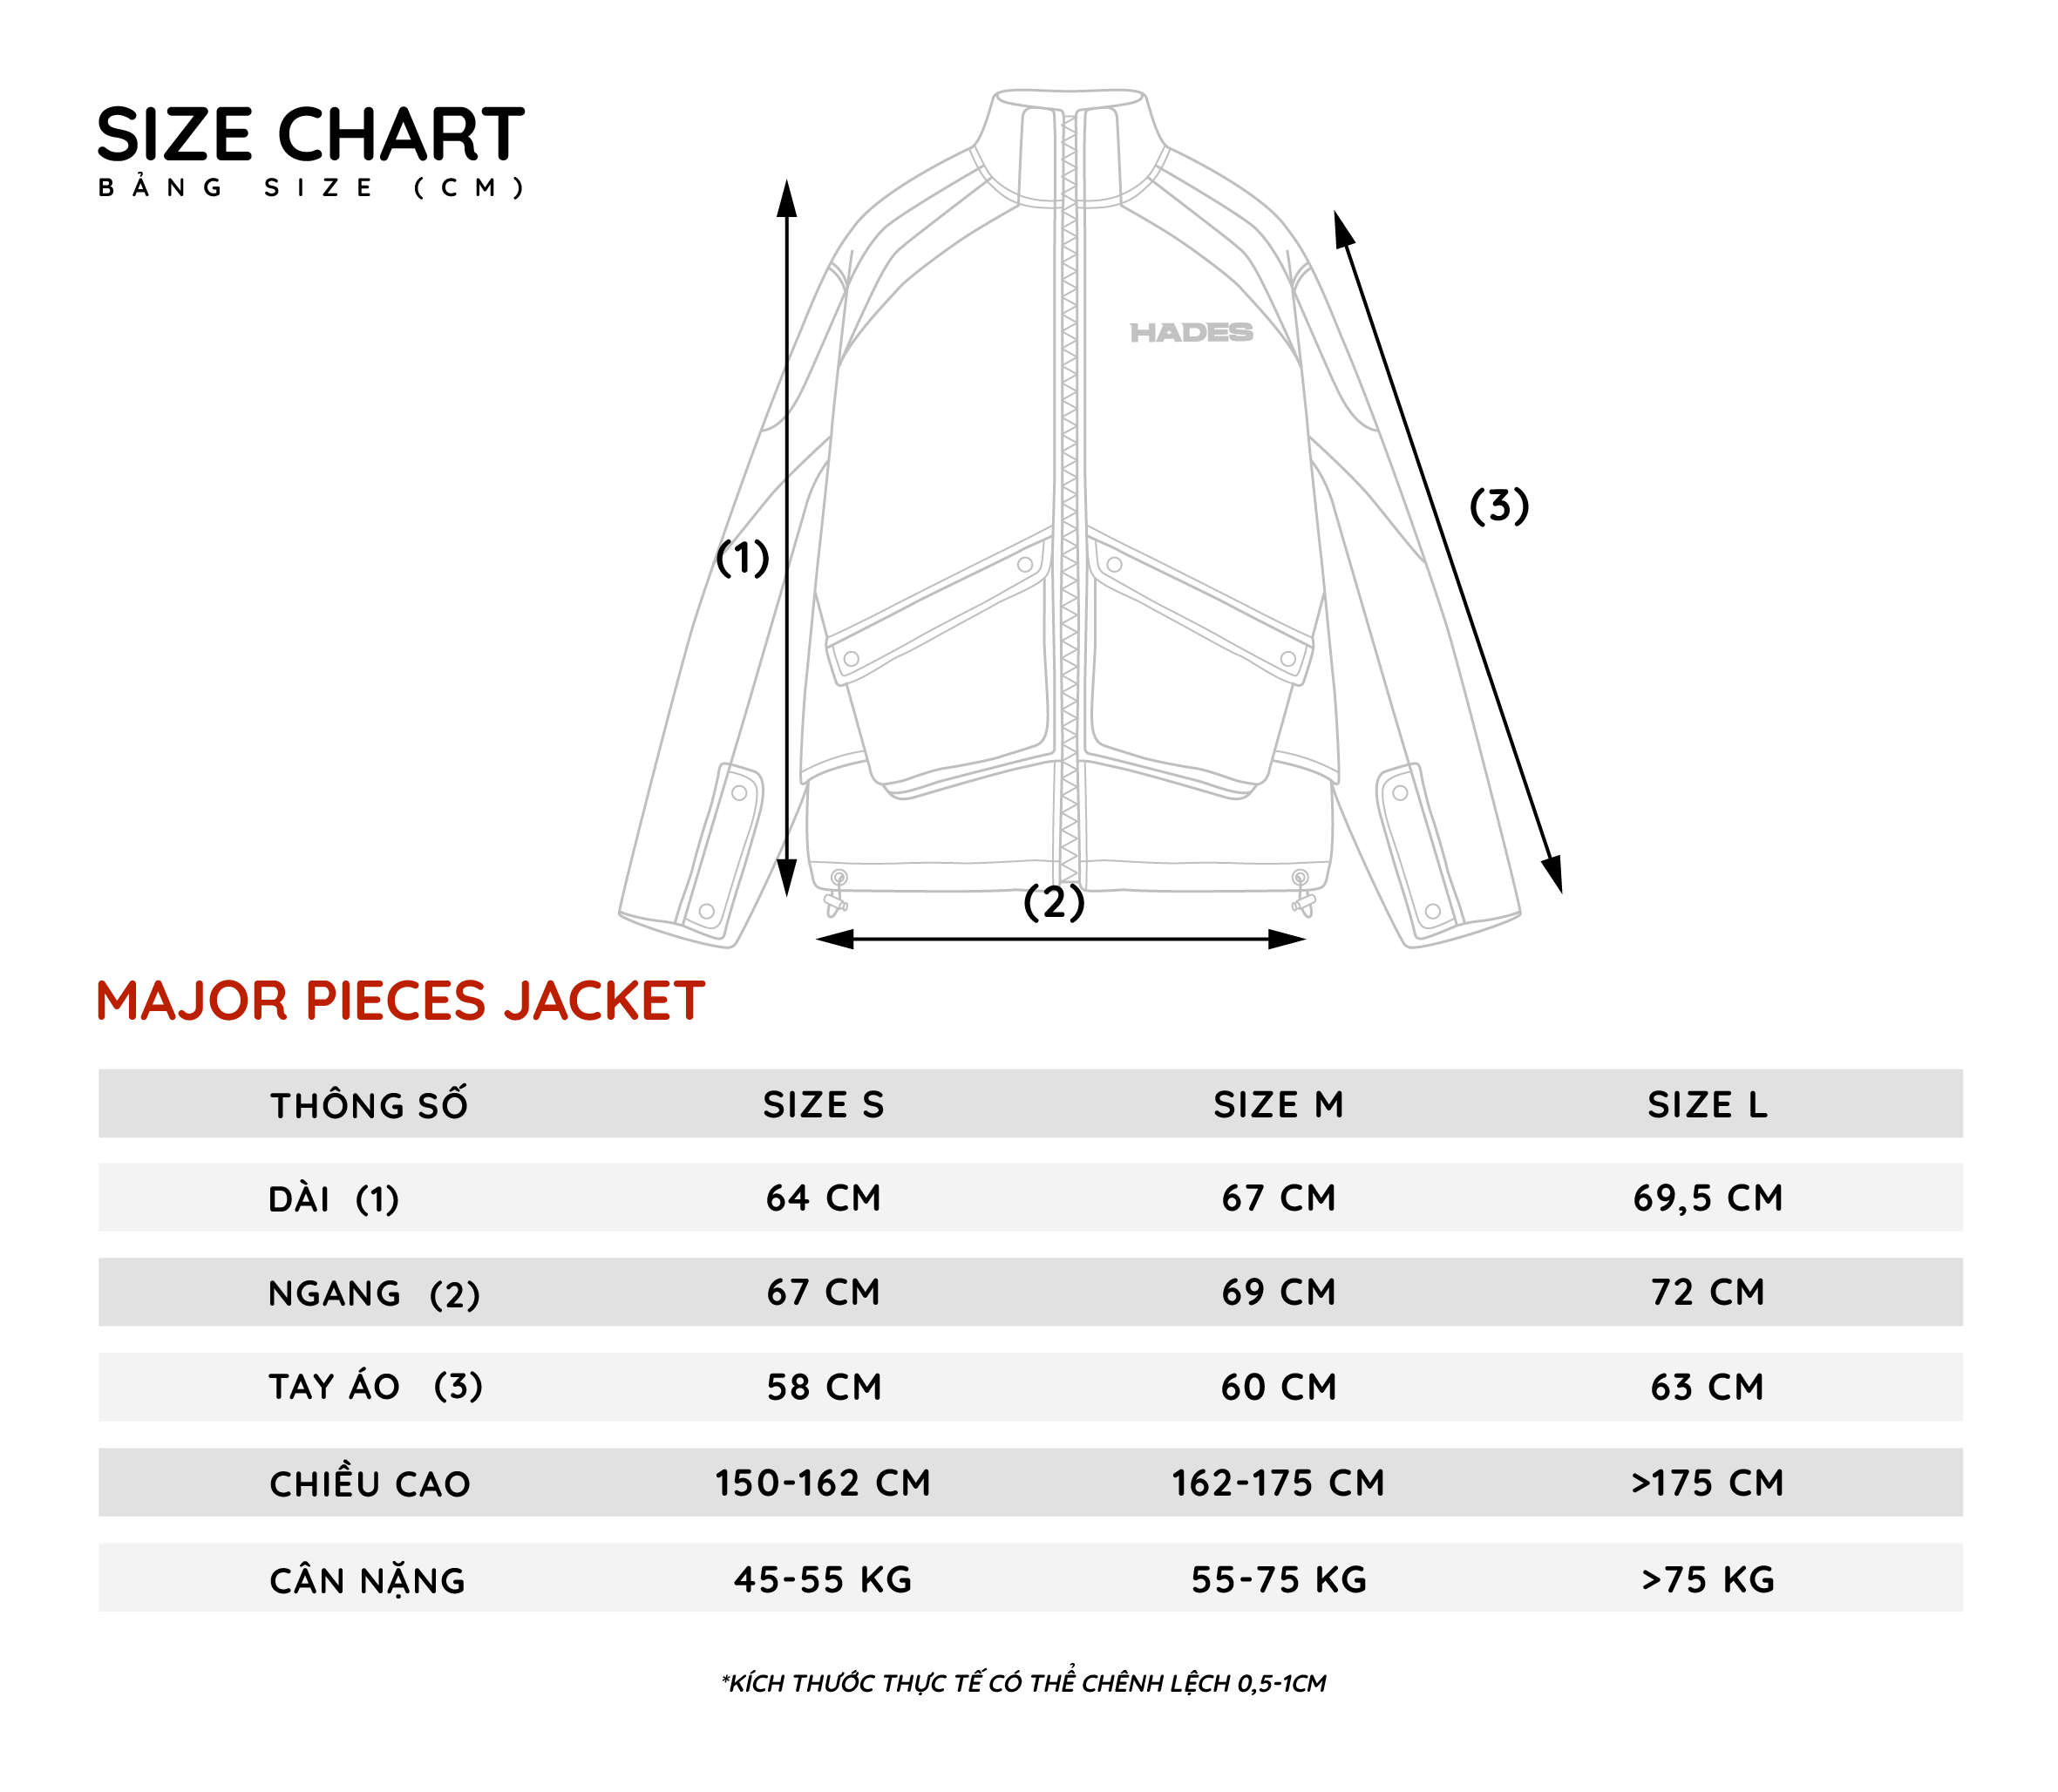 SIZE CHART
BẢNG SIZE (CM)
HADES
(1)
(3)
(2)
MAJOR PIECES JACKET
THÔNG SỐ SIZE S SIZE M SIZE L
DÀI (1) 64 CM 67 CM 69,5 CM
NGANG (2) 67 CM 69 CM 72 CM
TAY ÁO (3) 58 CM 60 CM 63 CM
CHIỀU CAO 150-162 CM 162-175 CM >175 CM
CÂN NẶNG 45-55 KG 55-75 KG >75 KG
*KÍCH THƯỚC THỰC TẾ CÓ THỂ CHÊNH LỆCH 0,5-1CM